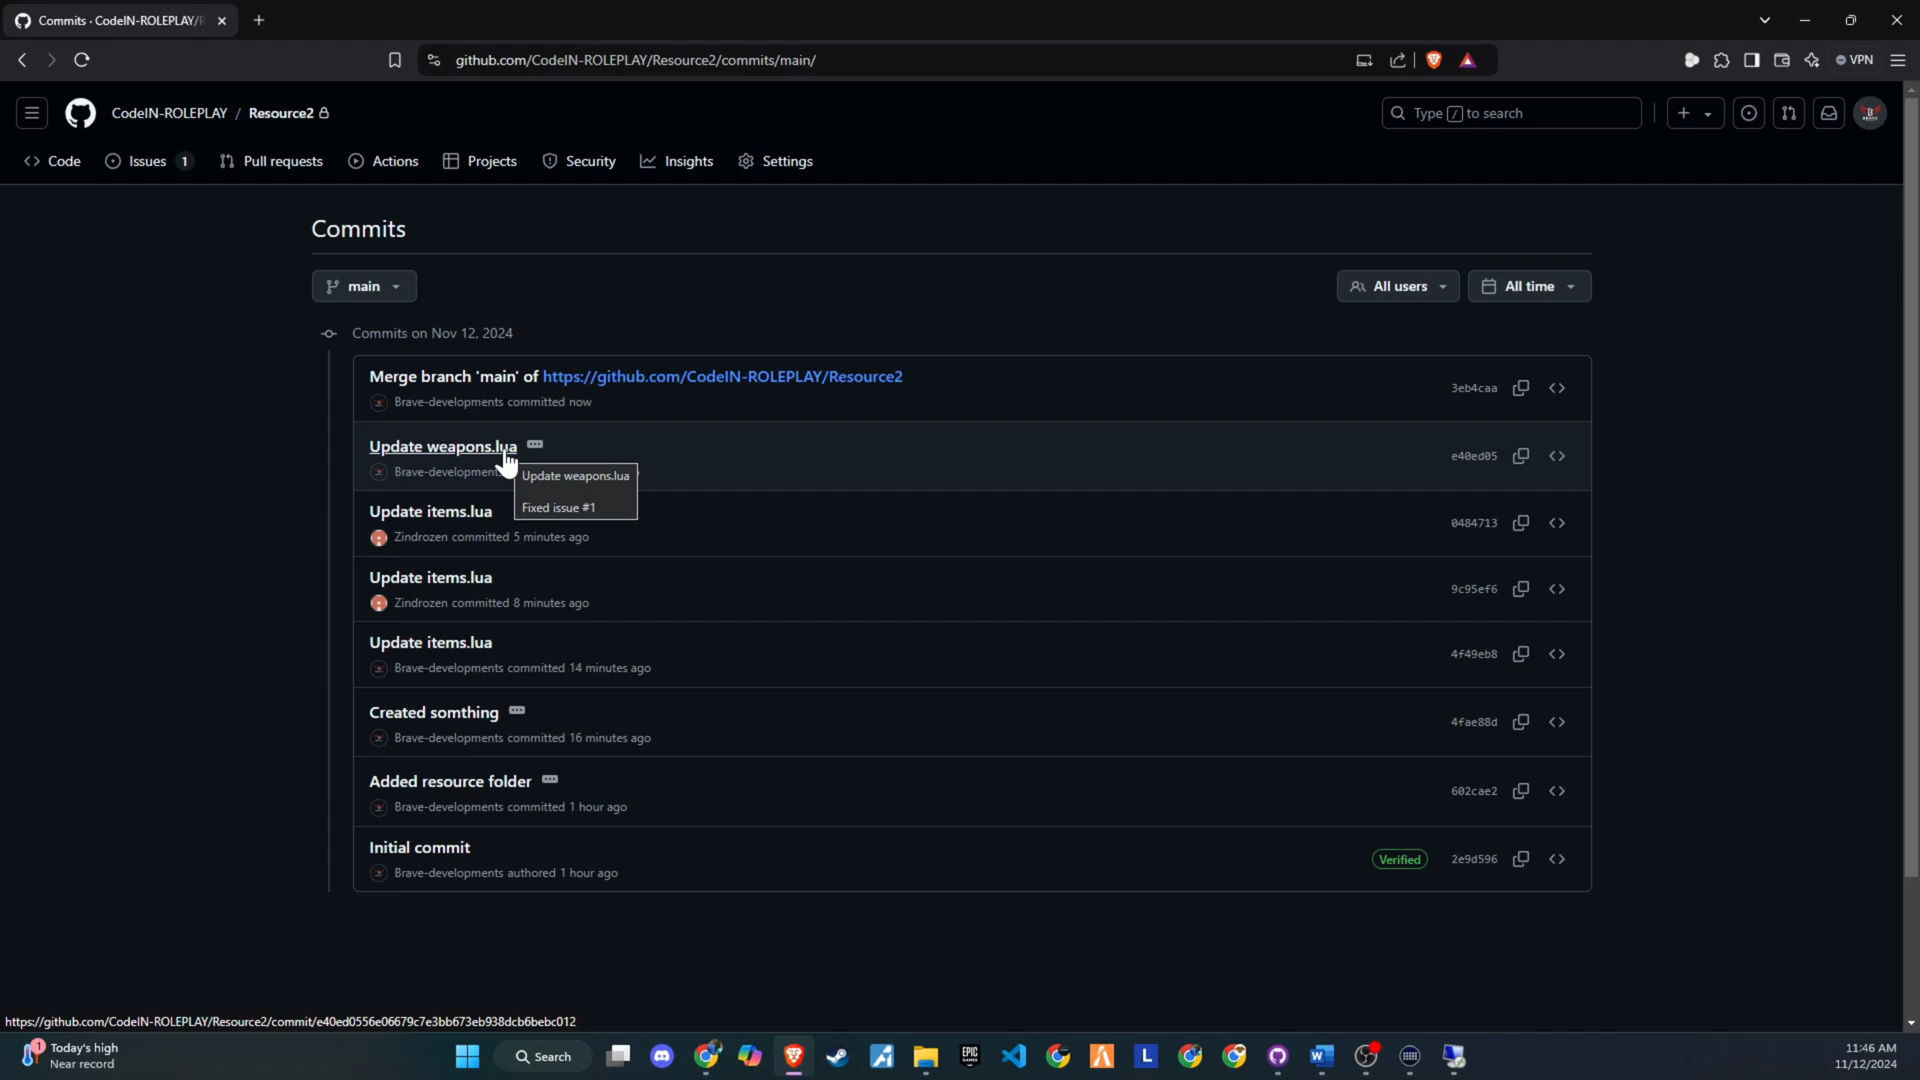 Commits · CodeIN-ROLEPLAY/
github.com/CodeIN-ROLEPLAY/Resource2/commits/main/
VPN
CodeIN-ROLEPLAY / Resource2
Type / to search
Code
Issues 1
Pull requests
Actions
Projects
Security
Insights
Settings
Commits
main
All users
All time
Commits on Nov 12, 2024
Merge branch 'main' of https://github.com/CodeIN-ROLEPLAY/Resource2
Brave-developments committed now
3eb4caa
Update weapons.lua
Brave-developments
e40ed05
Update weapons.lua
Fixed issue #1
Update items.lua
Zindrozen committed 5 minutes ago
0484713
Update items.lua
Zindrozen committed 8 minutes ago
9c95ef6
Update items.lua
Brave-developments committed 14 minutes ago
4f49eb8
Created somthing
Brave-developments committed 16 minutes ago
4fae88d
Added resource folder
Brave-developments committed 1 hour ago
602cae2
Initial commit
Brave-developments authored 1 hour ago
Verified
2e9d596
https://github.com/CodeIN-ROLEPLAY/Resource2/commit/e40ed0556e06679c7e3bb673eb938dcb6bebc012
1
Today's high
Near record
Search
EPIC GAMES
L
W
11:46 AM
11/12/2024